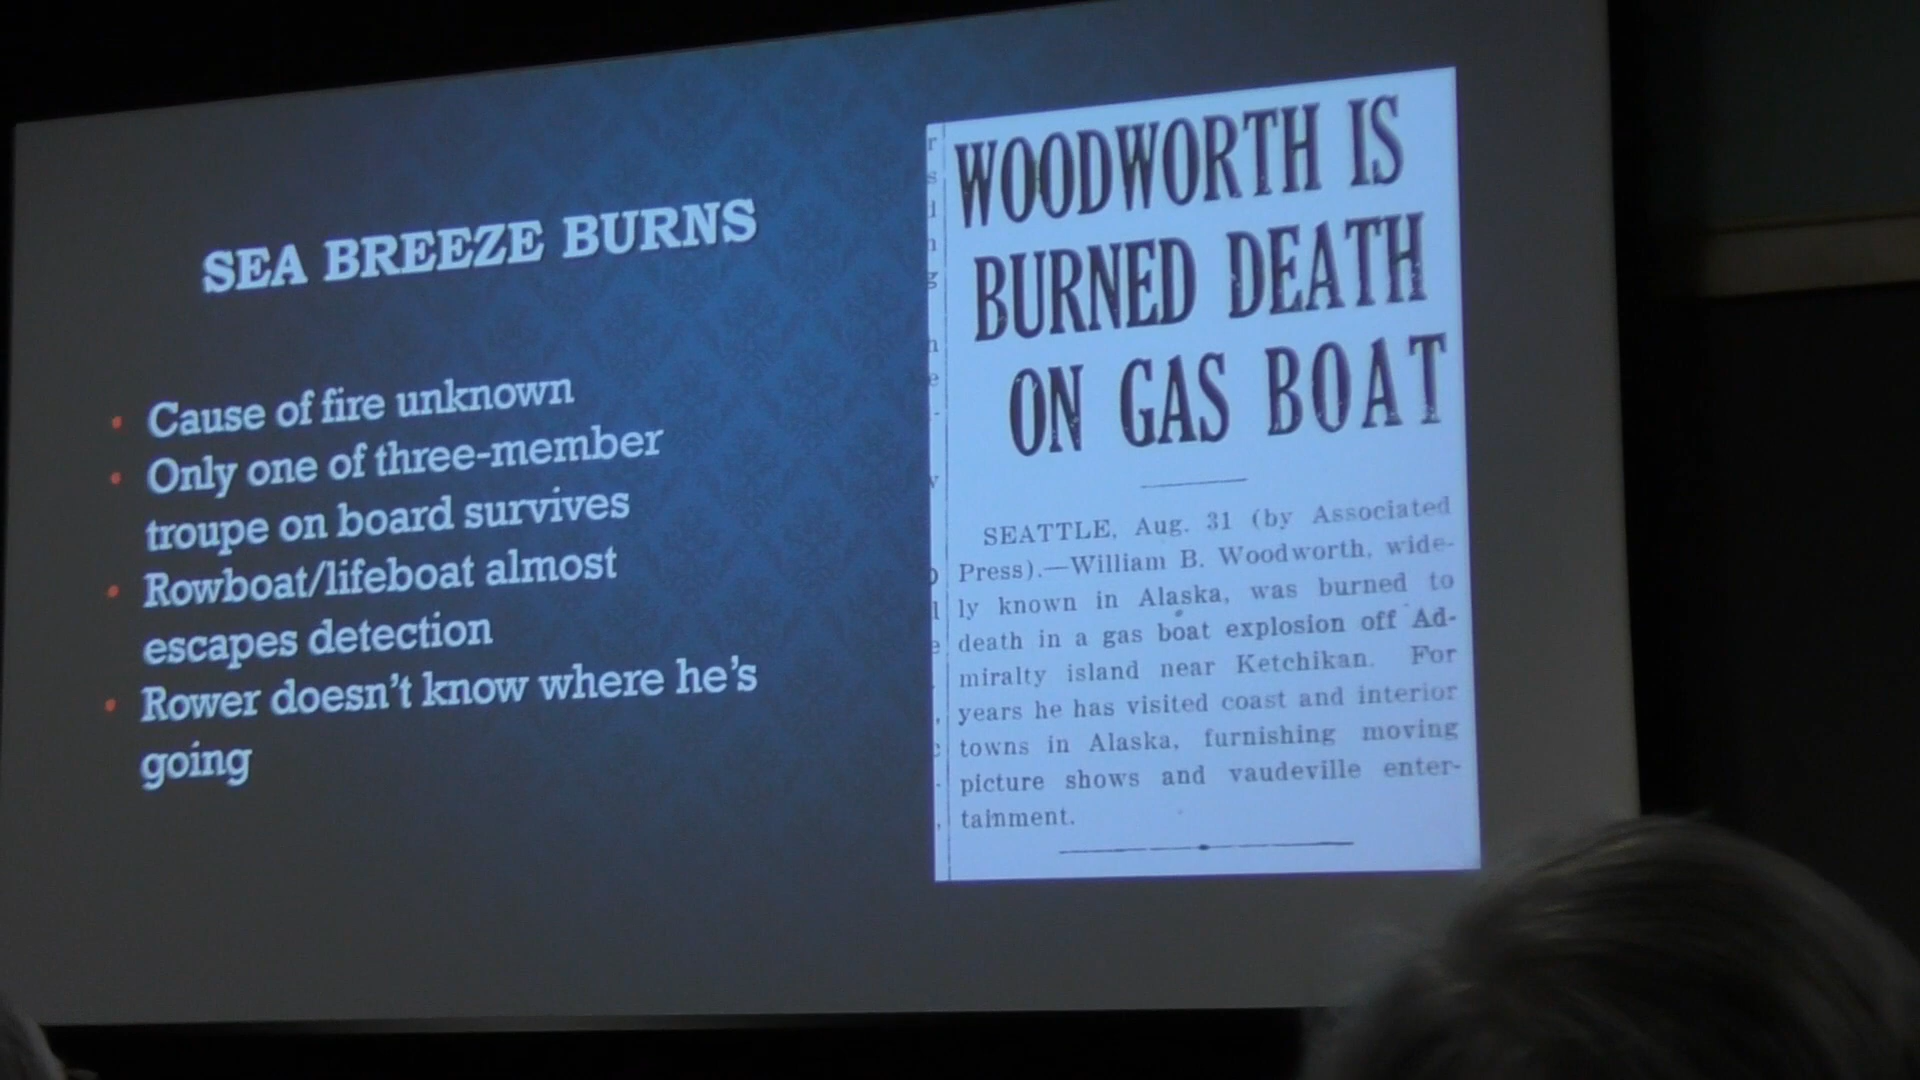 SEA BREEZE BURNS
• Cause of fire unknown
• Only one of three-member
troupe on board survives
• Rowboat/lifeboat almost
escapes detection
• Rower doesn't know where he's
going
WOODWORTH IS
BURNED DEATH
ON GAS BOAT
SEATTLE, Aug. 31 (by Associated
Press).—William B. Woodworth, wide-
ly known in Alaska, was burned to
death in a gas boat explosion off Ad-
miralty island near Ketchikan. For
years he has visited coast and interior
towns in Alaska, furnishing moving
picture shows and vaudeville enter-
tainment.